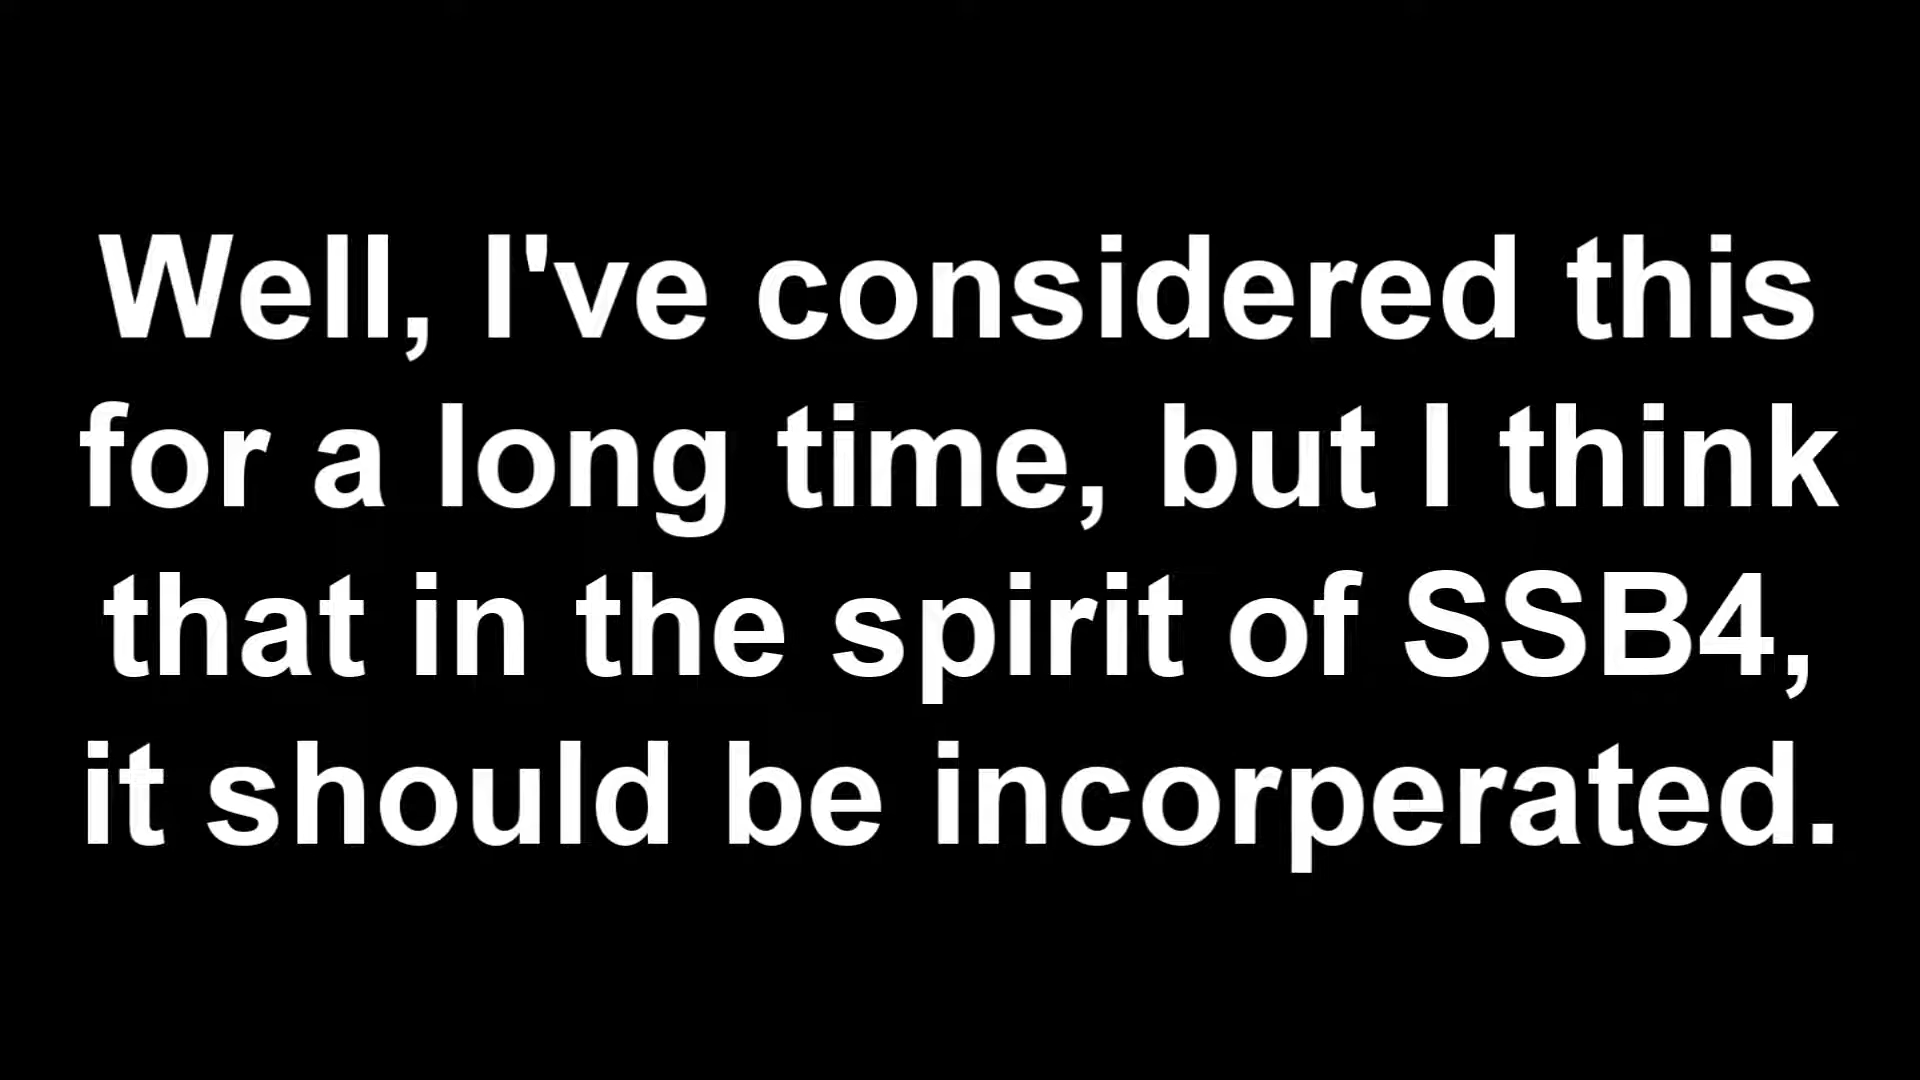 Well, I've considered this
for a long time, but I think
that in the spirit of SSB4,
it should be incorperated.